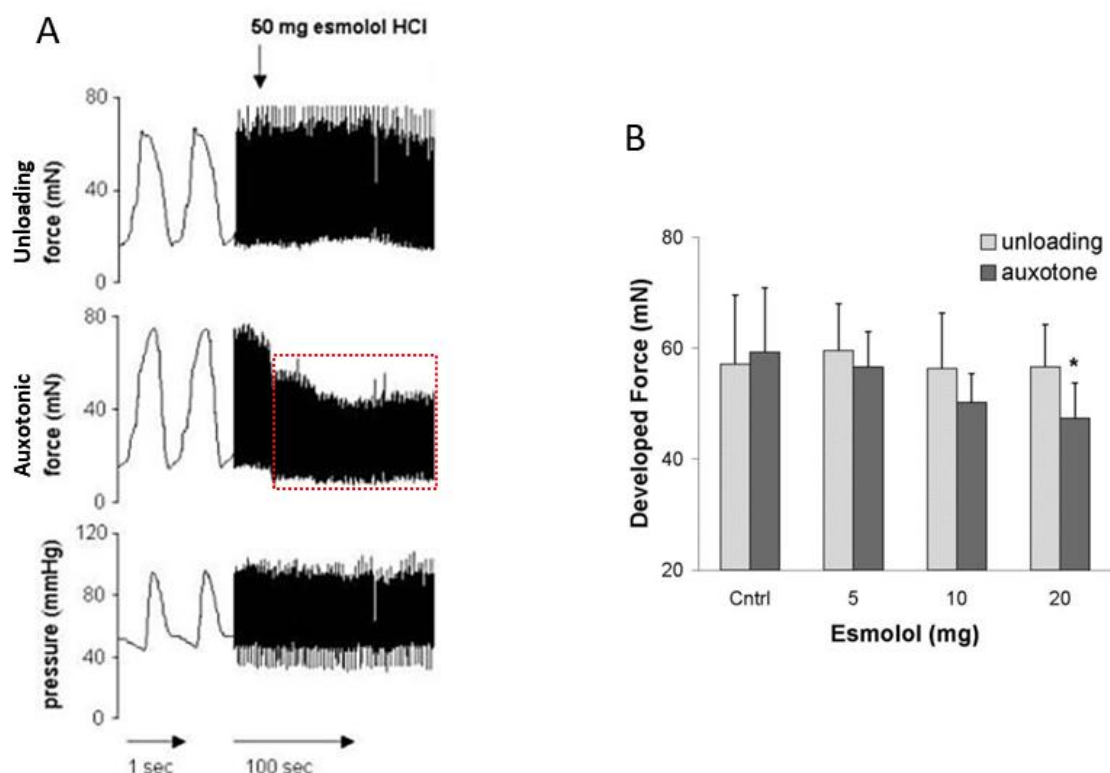 A
50 mg esmolol HCl
Unloading
force (mN)
80
40
0
Auxotonic
force (mN)
80
40
0
pressure (mmHg)
120
80
40
0
1 sec
100 sec
B
unloading
auxotone
Developed Force (mN)
80
60
40
20
*
Cntrl
5
10
20
Esmolol (mg)